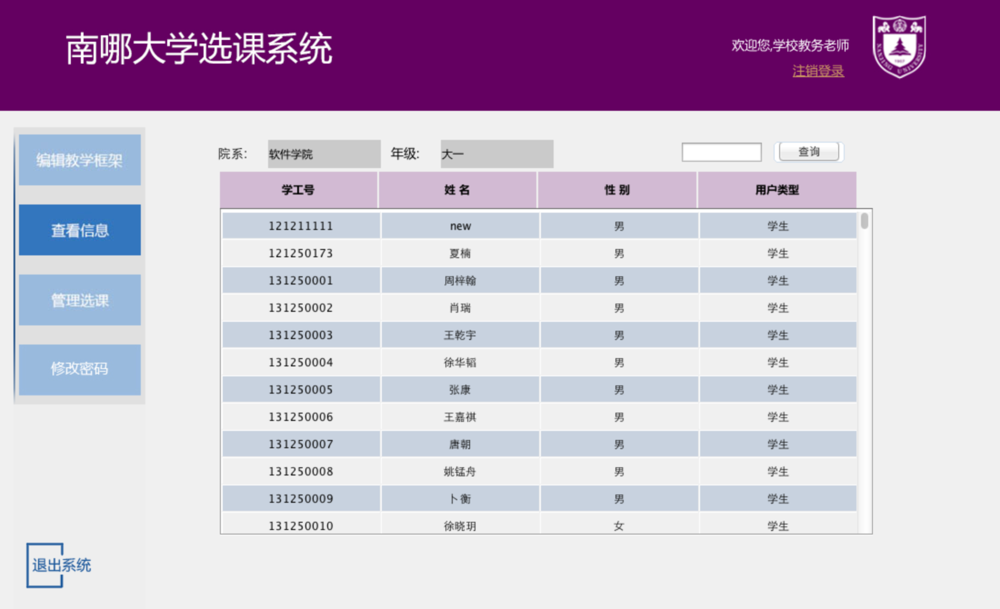 南哪大学选课系统
欢迎您,学校教务老师
注销登录
NANJING UNIVERSITY
1902
编辑教学框架
查看信息
管理选课
修改密码
退出系统
院系: 软件学院 年级: 大一 查询
学工号 姓 名 性 别 用户类型
121211111 new 男 学生
121250173 夏楠 男 学生
131250001 周梓翰 男 学生
131250002 肖瑞 男 学生
131250003 王乾宇 男 学生
131250004 徐华韬 男 学生
131250005 张康 男 学生
131250006 王嘉祺 男 学生
131250007 唐朝 男 学生
131250008 姚锰舟 男 学生
131250009 卜衡 男 学生
131250010 徐晓玥 女 学生